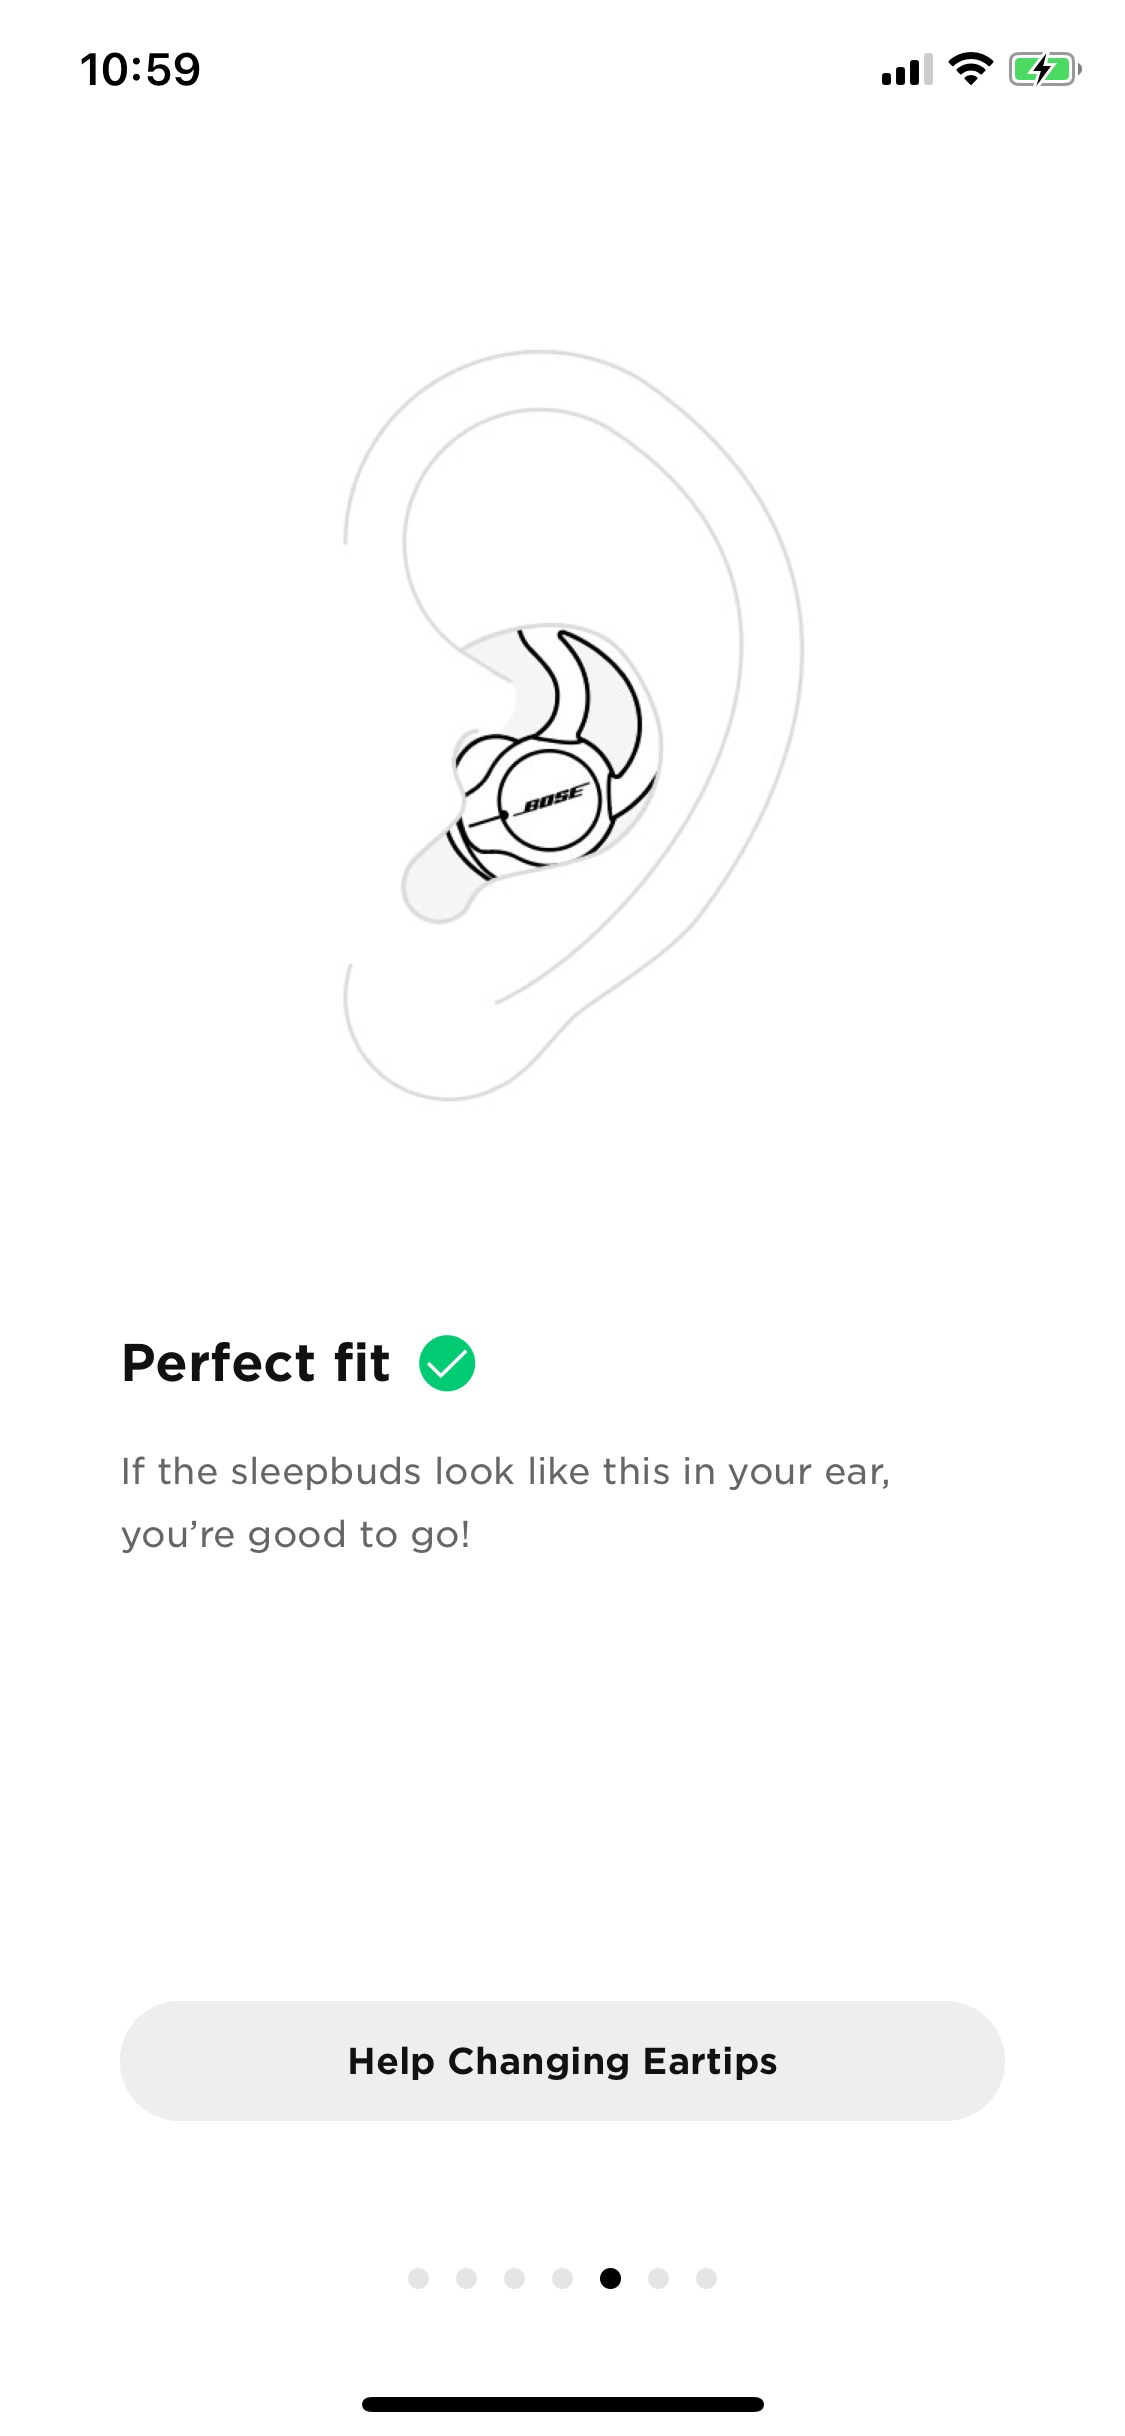 10:59
BOSE
Perfect fit
If the sleepbuds look like this in your ear,
you’re good to go!
Help Changing Eartips